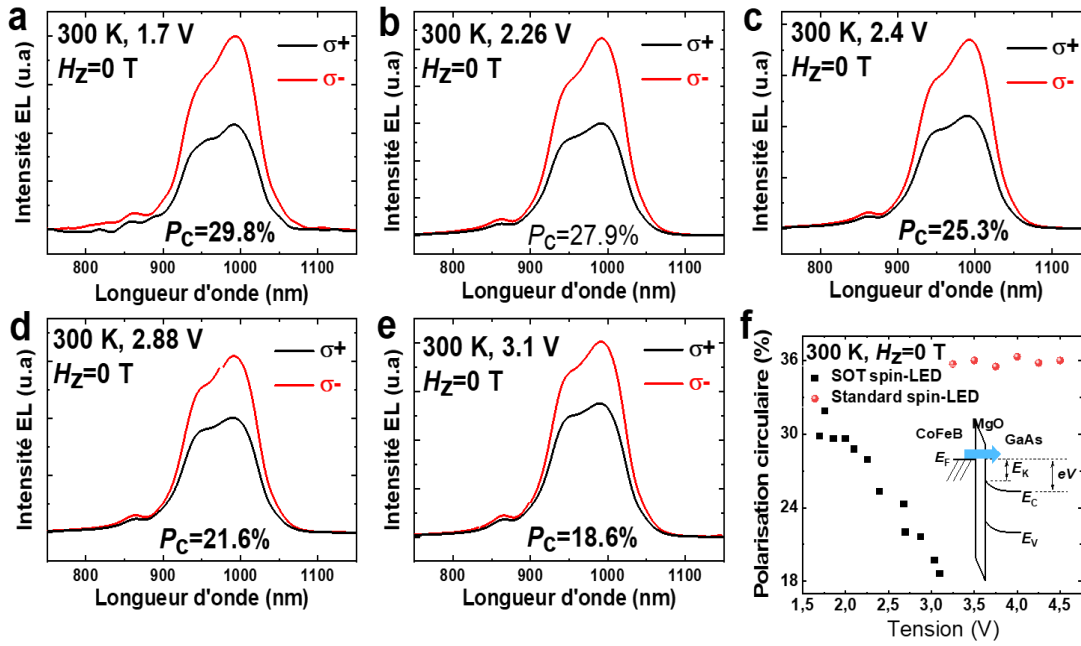 a
300 K, 1.7 V
HZ=0 T
σ+
σ-
PC=29.8%
Intensité EL (u.a)
800 900 1000 1100
Longueur d'onde (nm)
b
300 K, 2.26 V
HZ=0 T
σ+
σ-
PC=27.9%
Intensité EL (u.a)
800 900 1000 1100
Longueur d'onde (nm)
c
300 K, 2.4 V
HZ=0 T
σ+
σ-
PC=25.3%
Intensité EL (u.a)
800 900 1000 1100
Longueur d'onde (nm)
d
300 K, 2.88 V
HZ=0 T
σ+
σ-
PC=21.6%
Intensité EL (u.a)
800 900 1000 1100
Longueur d'onde (nm)
e
300 K, 3.1 V
HZ=0 T
σ+
σ-
PC=18.6%
Intensité EL (u.a)
800 900 1000 1100
Longueur d'onde (nm)
f
300 K, HZ=0 T
SOT spin-LED
Standard spin-LED
MgO
CoFeB
GaAs
EF
EK
eV
EC
EV
Polarisation circulaire (%)
36
30
24
18
1,5 2,0 2,5 3,0 3,5 4,0 4,5
Tension (V)